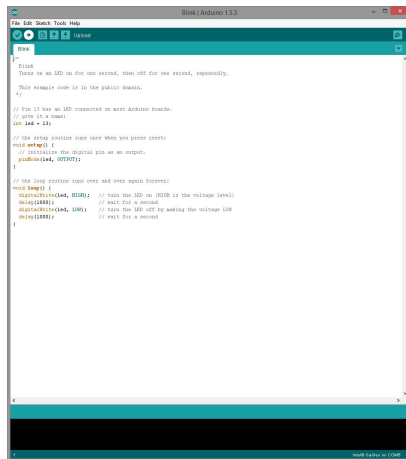 Blink | Arduino 1.5.3
File Edit Sketch Tools Help
Upload
Blink
/*
  Blink
  Turns on an LED on for one second, then off for one second, repeatedly.

  This example code is in the public domain.
 */

// Pin 13 has an LED connected on most Arduino boards.
// give it a name:
int led = 13;

// the setup routine runs once when you press reset:
void setup() {
  // initialize the digital pin as an output.
  pinMode(led, OUTPUT);
}

// the loop routine runs over and over again forever:
void loop() {
  digitalWrite(led, HIGH);   // turn the LED on (HIGH is the voltage level)
  delay(1000);               // wait for a second
  digitalWrite(led, LOW);    // turn the LED off by making the voltage LOW
  delay(1000);               // wait for a second
}
1
Intel® Galileo on COM8